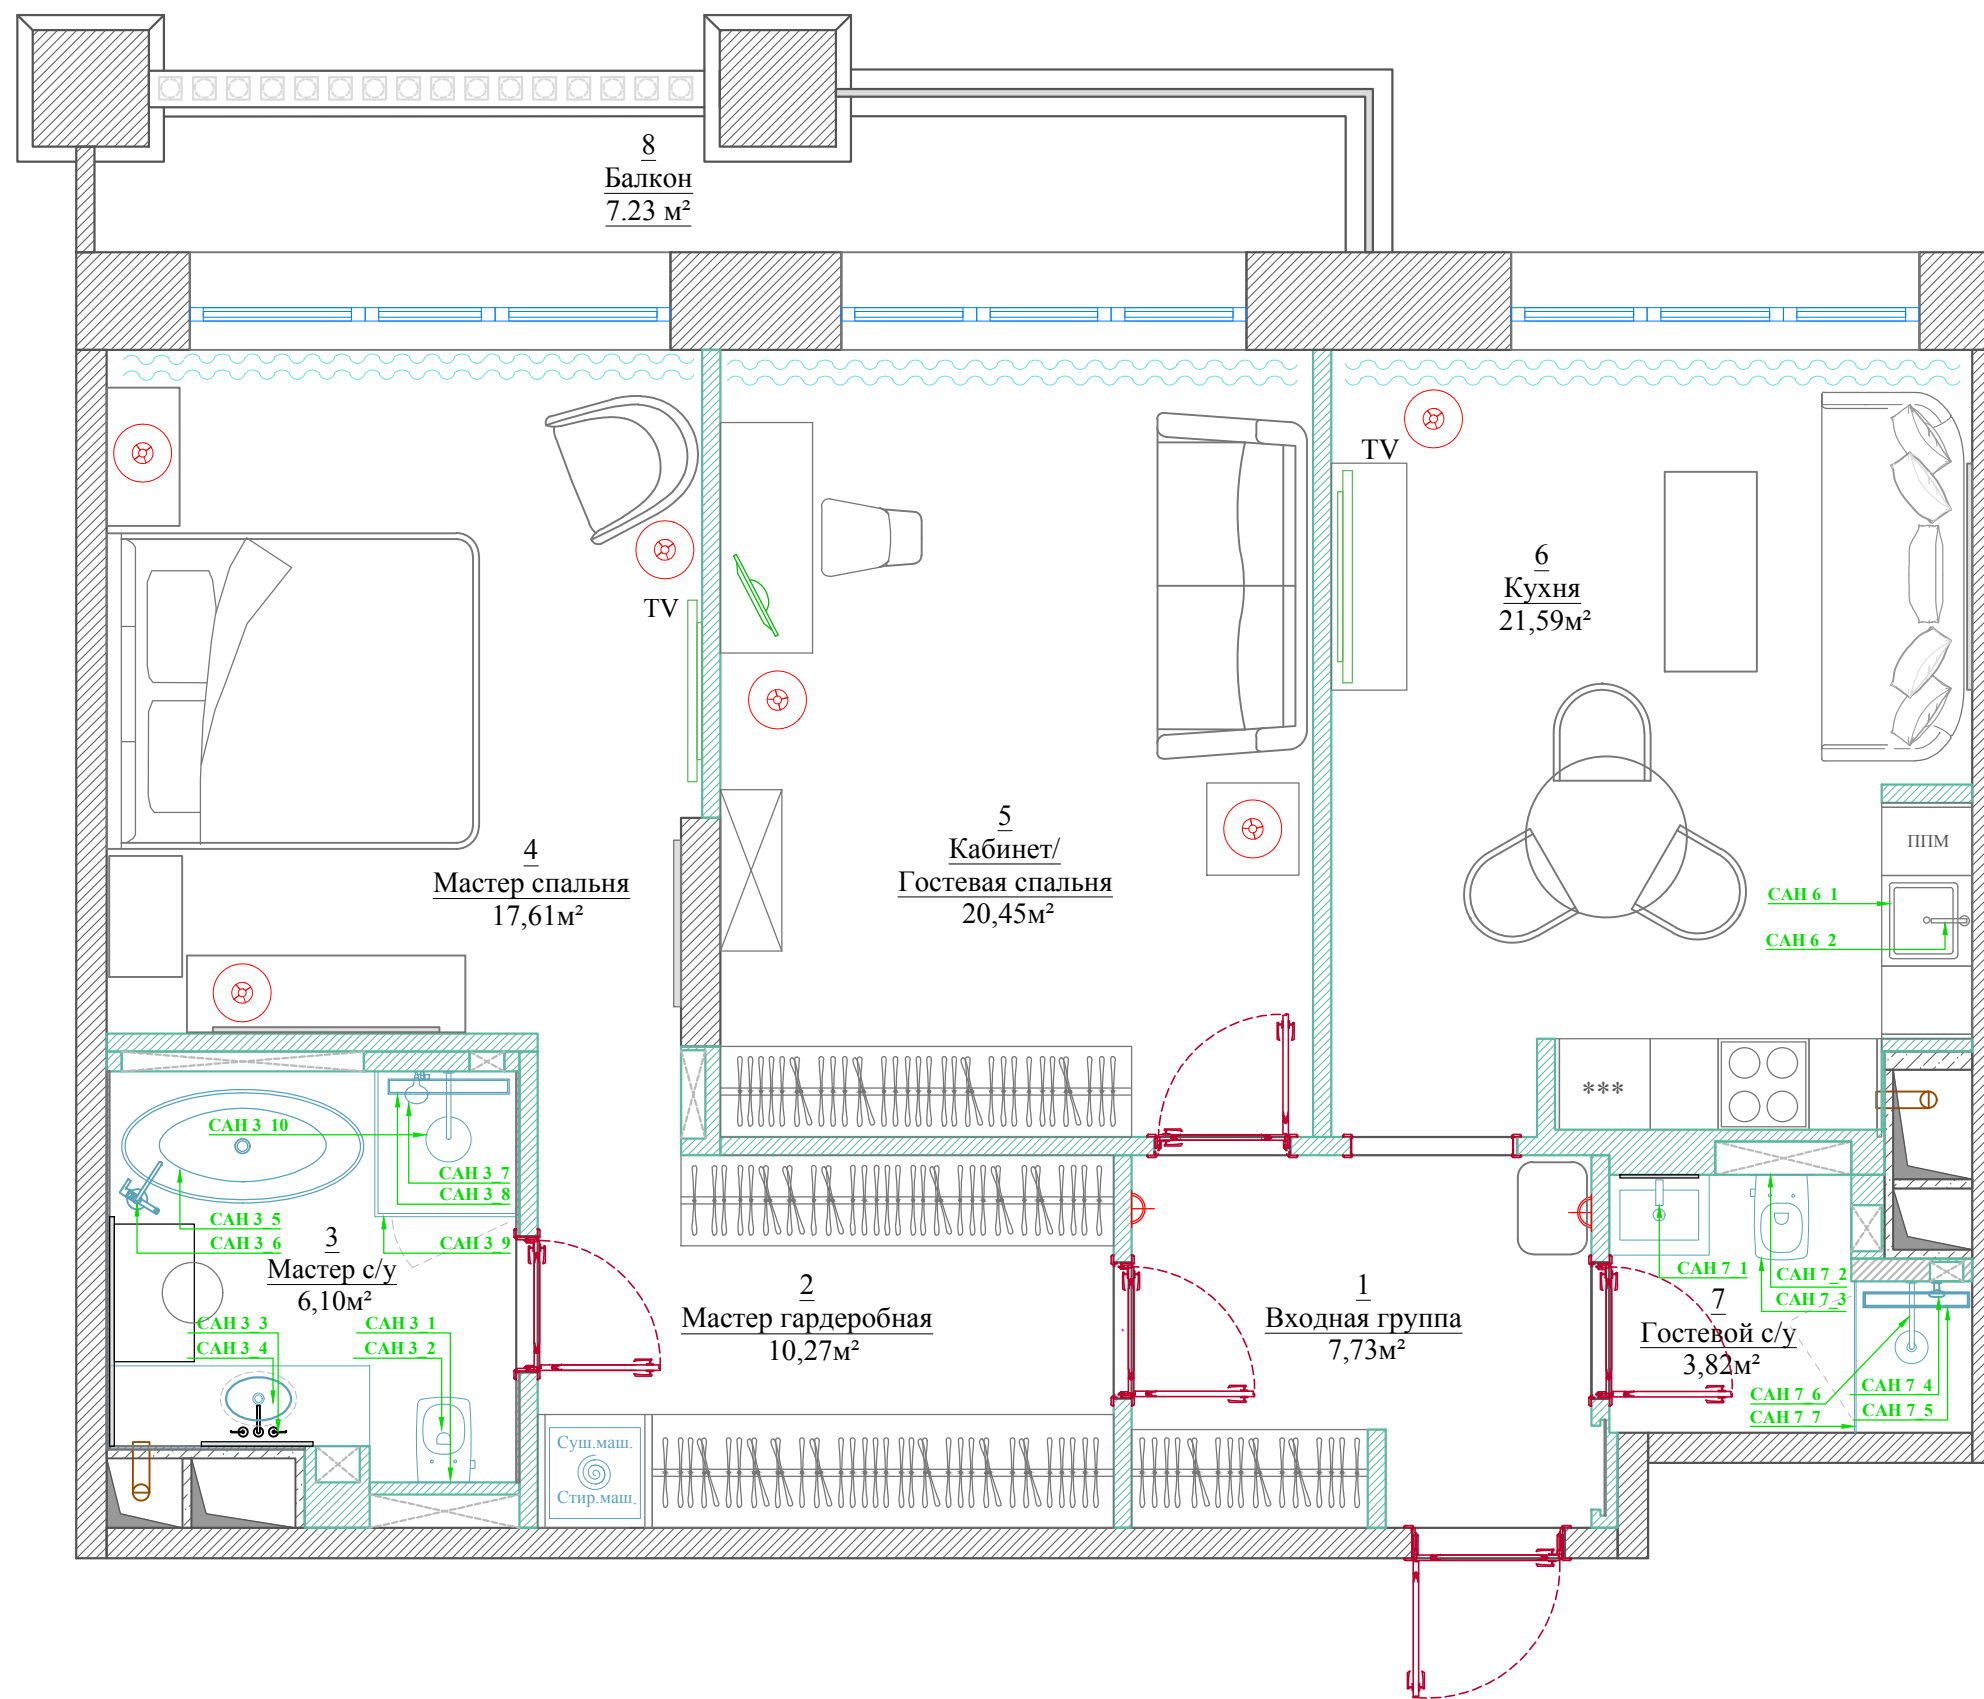 8
Балкон
7.23 м²
TV
6
Кухня
21,59м²
TV
5
Кабинет/
Гостевая спальня
20,45м²
4
Мастер спальня
17,61м²
ППМ
САН 6_1
САН 6_2
***
САН 3_10
САН 3_7
САН 3_8
САН 3_5
САН 3_6
САН 3_9
3
Мастер с/у
6,10м²
САН 3_3
САН 3_4
САН 3_1
САН 3_2
2
Мастер гардеробная
10,27м²
1
Входная группа
7,73м²
САН 7_1
САН 7_2
САН 7_3
7
Гостевой с/у
3,82м²
САН 7_6
САН 7_7
САН 7_4
САН 7_5
Суш.маш.
Стир.маш.